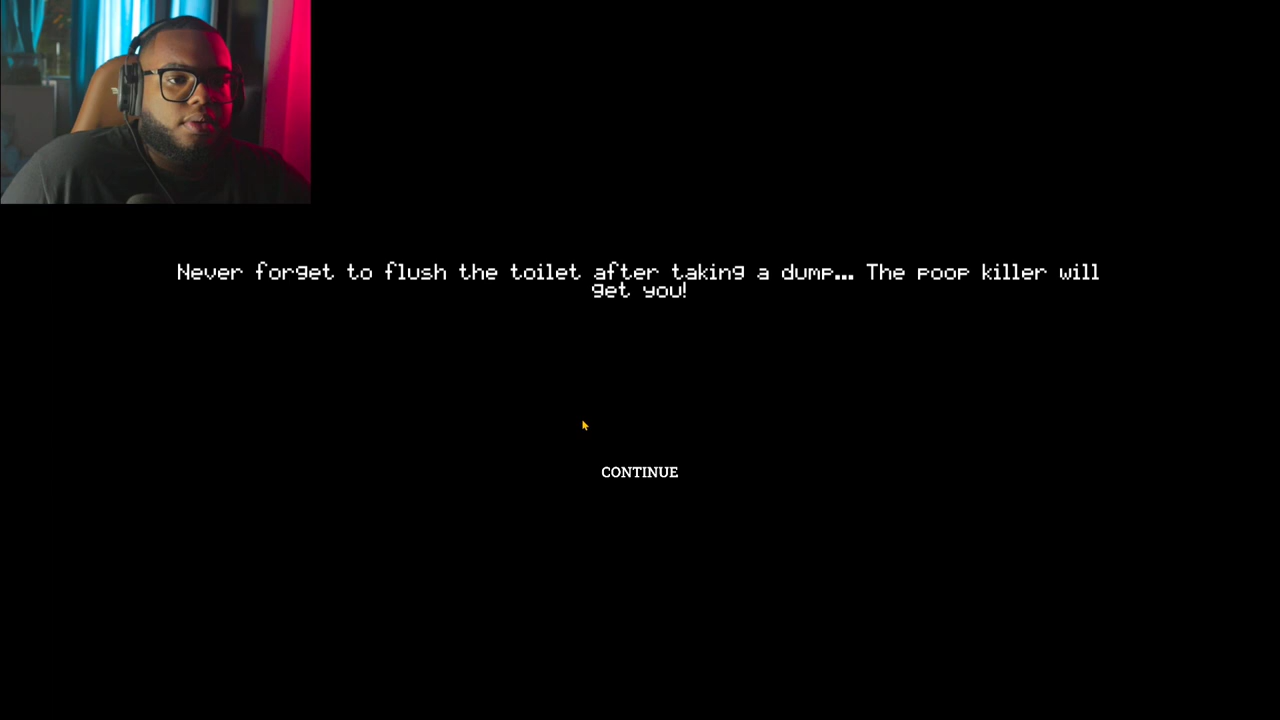 Never forget to flush the toilet after taking a dump... The poop killer will
get you!
CONTINUE